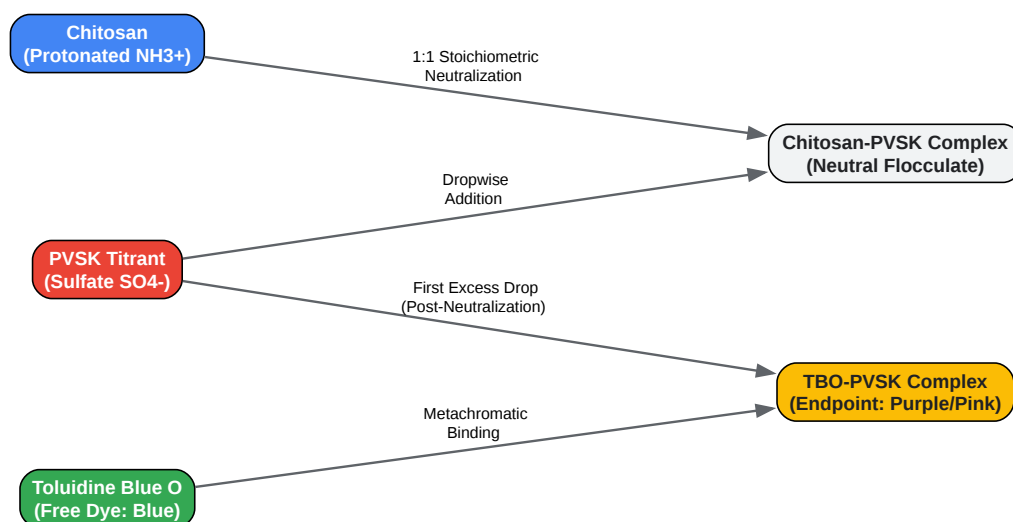 Chitosan
(Protonated NH3+)
1:1 Stoichiometric
Neutralization
Chitosan-PVSK Complex
(Neutral Flocculate)
Dropwise
Addition
PVSK Titrant
(Sulfate SO4-)
First Excess Drop
(Post-Neutralization)
TBO-PVSK Complex
(Endpoint: Purple/Pink)
Metachromatic
Binding
Toluidine Blue O
(Free Dye: Blue)